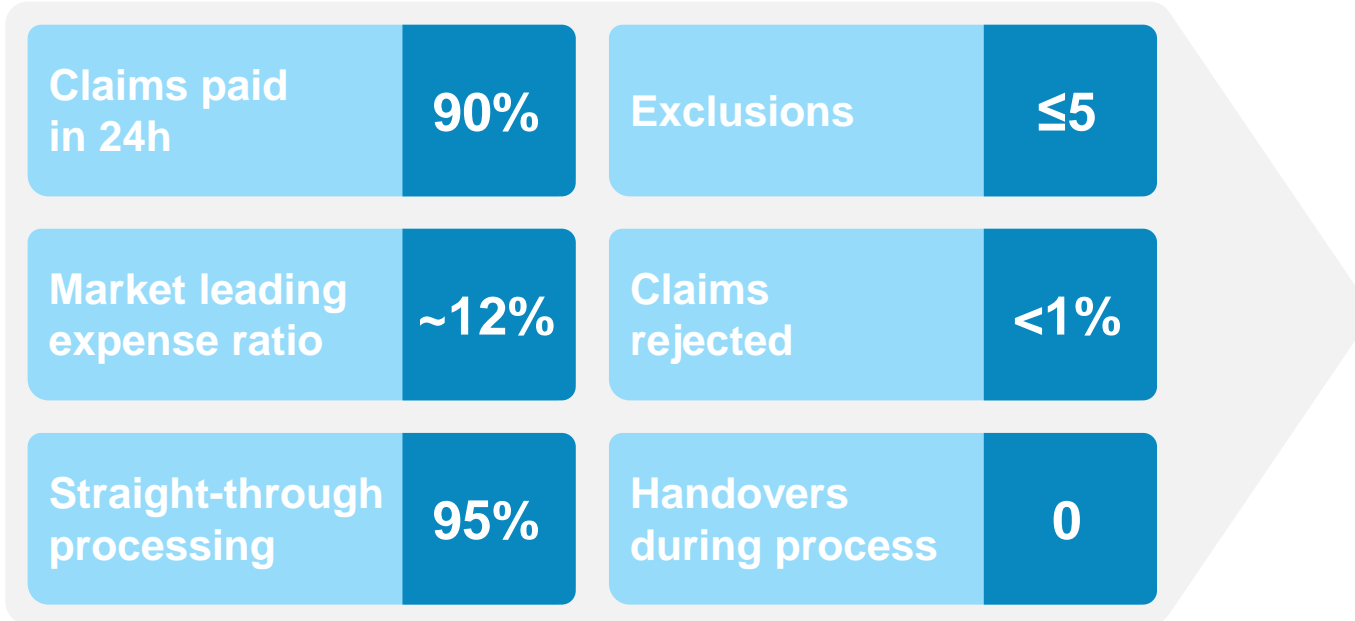 Claims paid
in 24h
90%
Exclusions
≤5
Market leading
expense ratio
~12%
Claims
rejected
<1%
Straight-through
processing
95%
Handovers
during process
0